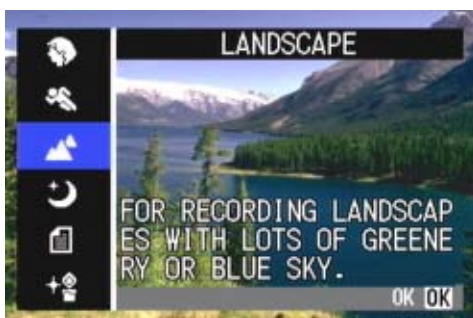 LANDSCAPE
FOR RECORDING LANDSCAP
ES WITH LOTS OF GREENE
RY OR BLUE SKY.
OK OK